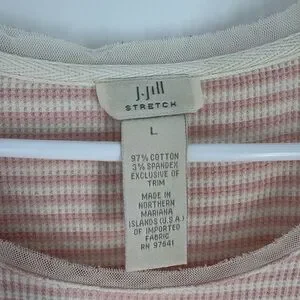 J.Jill
STRETCH
L
97% COTTON
3% SPANDEX
EXCLUSIVE OF
TRIM
MADE IN
NORTHERN
MARIANA
ISLANDS (U.S.A.)
OF IMPORTED
FABRIC
RN 97641